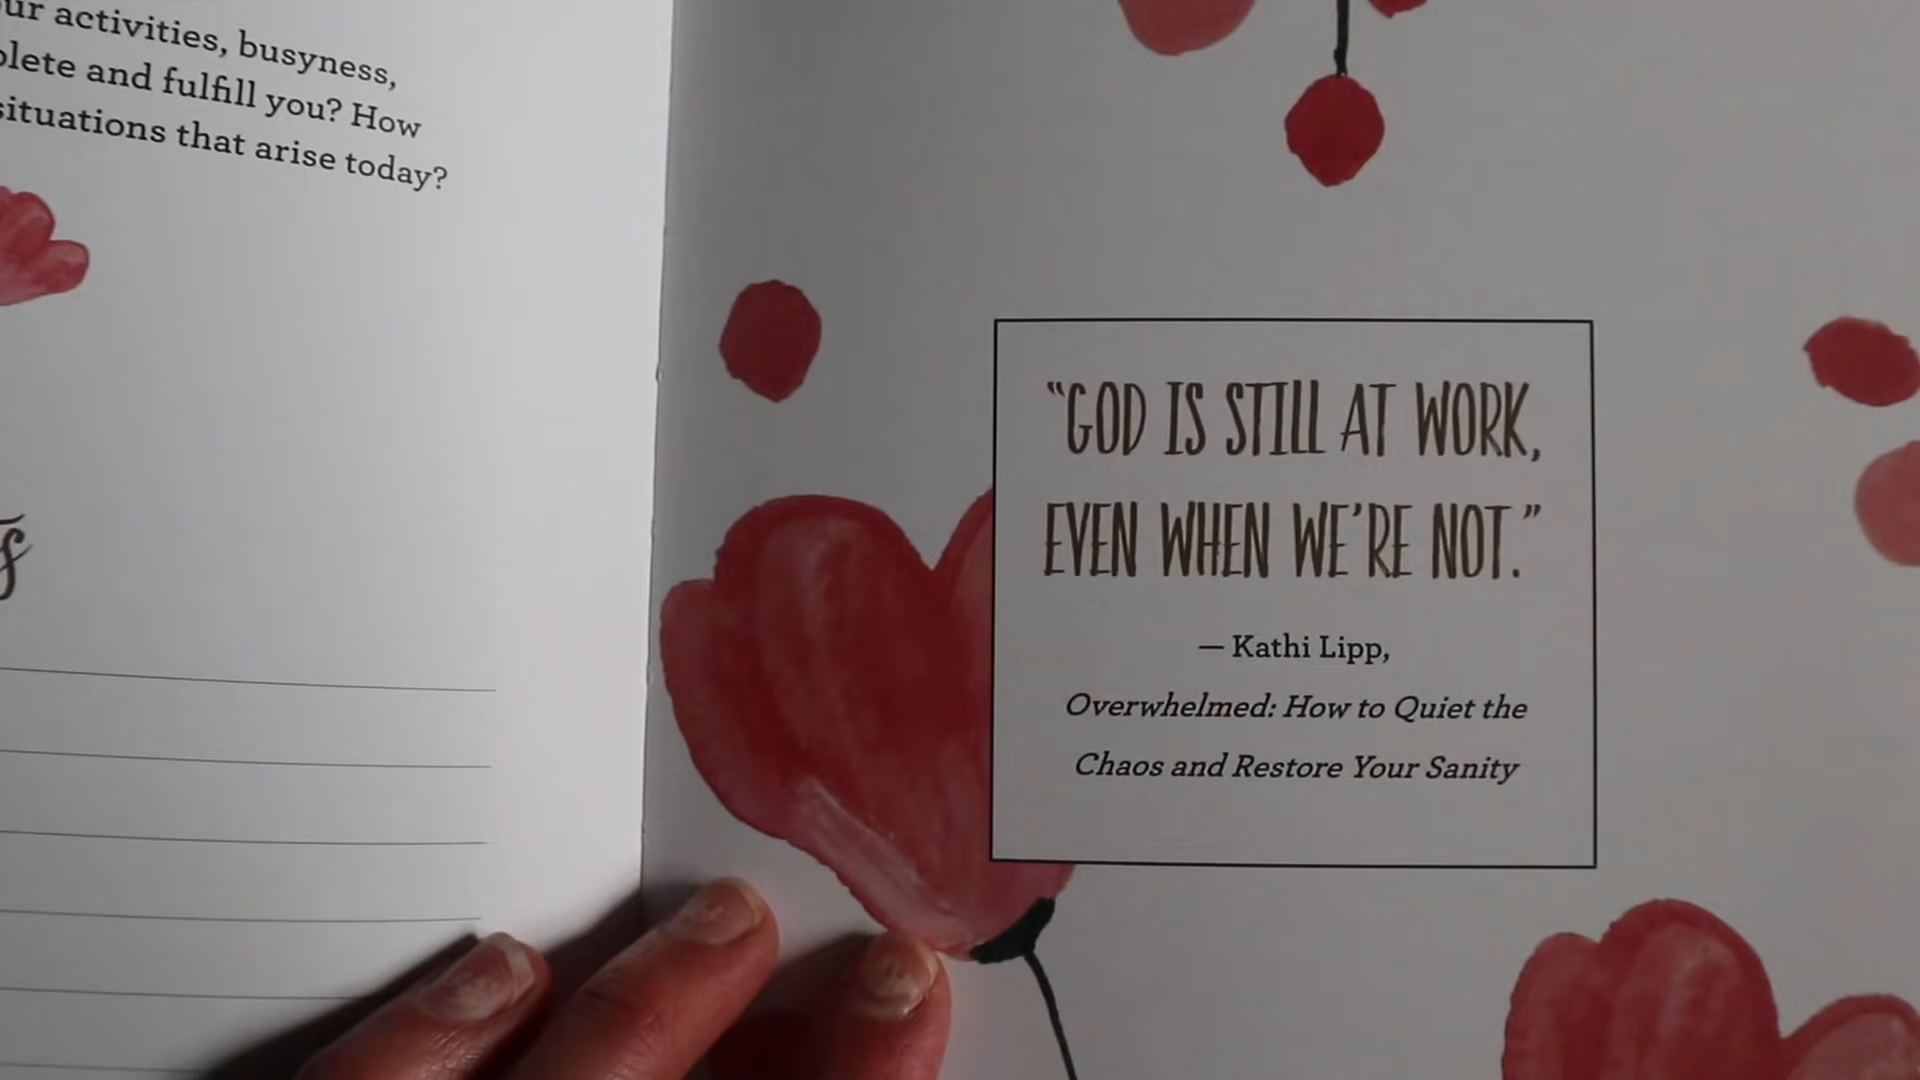 activities, busyness,
and fulfill you? How
situations that arise today?
“GOD IS STILL AT WORK,
EVEN WHEN WE’RE NOT.”
— Kathi Lipp,
Overwhelmed: How to Quiet the
Chaos and Restore Your Sanity